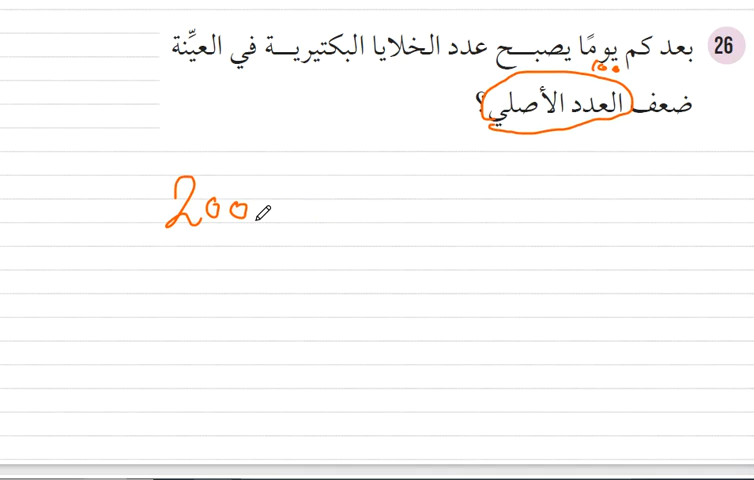 26 بعد كم يومًا يصبح عدد الخلايا البكتيرية في العيِّنة
ضعف العدد الأصلي؟
200